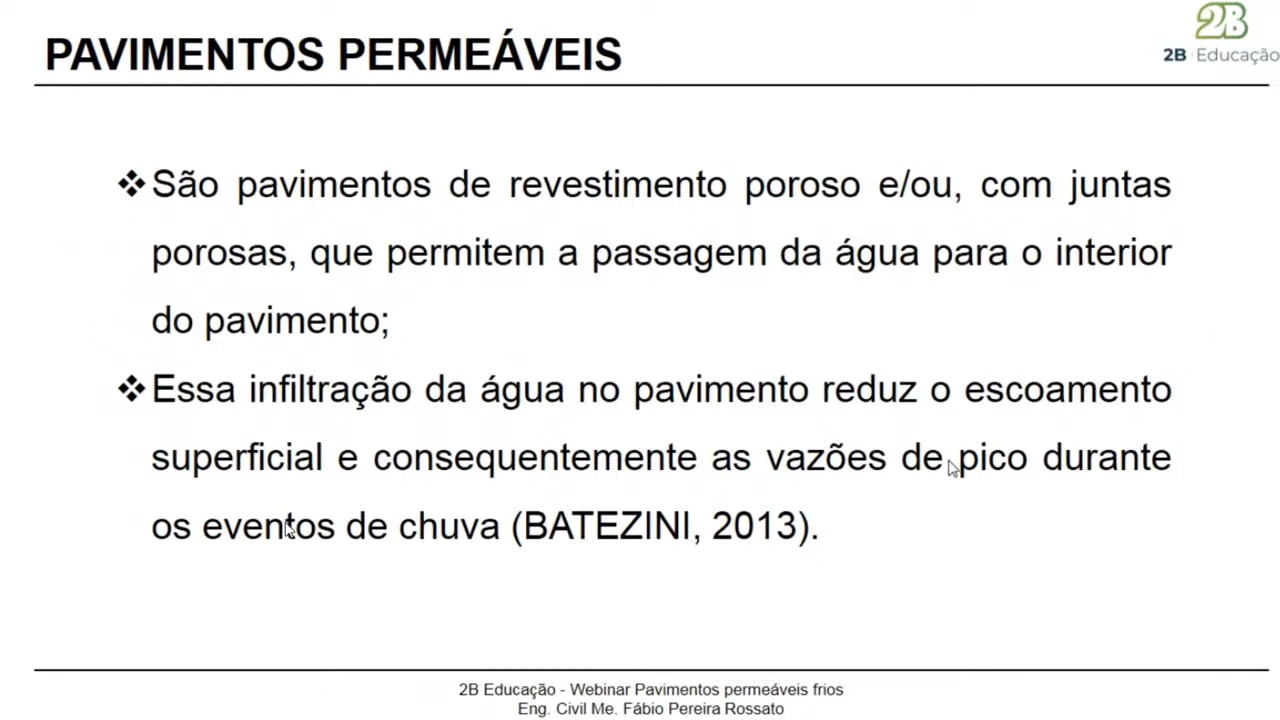 PAVIMENTOS PERMEÁVEIS
2B
2B Educação
❖São pavimentos de revestimento poroso e/ou, com juntas
porosas, que permitem a passagem da água para o interior
do pavimento;
❖Essa infiltração da água no pavimento reduz o escoamento
superficial e consequentemente as vazões de pico durante
os eventos de chuva (BATEZINI, 2013).
2B Educação - Webinar Pavimentos permeáveis frios
Eng. Civil Me. Fábio Pereira Rossato